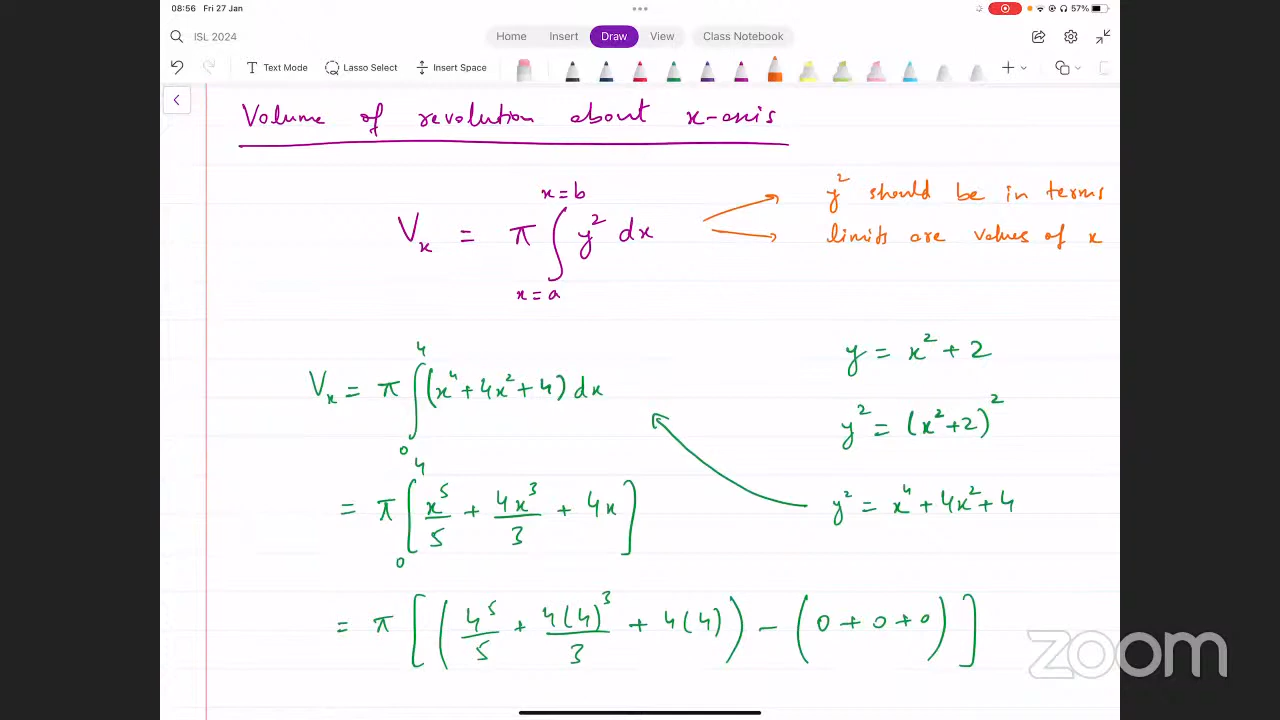 08:56 Fri 27 Jan
57%
ISL 2024
Home Insert Draw View Class Notebook
Text Mode Lasso Select Insert Space
Volume of revolution about x-axis
Vₓ = π ∫_{x=a}^{x=b} y² dx
y² should be in terms
limits are values of x
y = x² + 2
Vₓ = π ∫₀⁴ (x⁴ + 4x² + 4) dx
y² = (x² + 2)²
= π ₀⁴[x⁵/5 + 4x³/3 + 4x]
y² = x⁴ + 4x² + 4
= π [(4⁵/5 + 4(4)³/3 + 4(4)) − (0 + 0 + 0)]
zoom